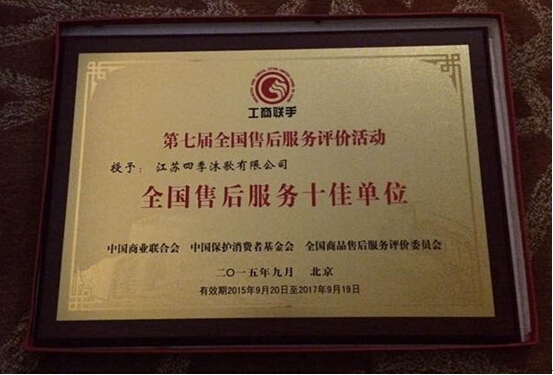 工商联手
第七届全国售后服务评价活动
授予：江苏四季沐歌有限公司
全国售后服务十佳单位
中国商业联合会 中国保护消费者基金会 全国商品售后服务评价委员会
二〇一五年九月 北京
有效期2015年9月20日至2017年9月19日